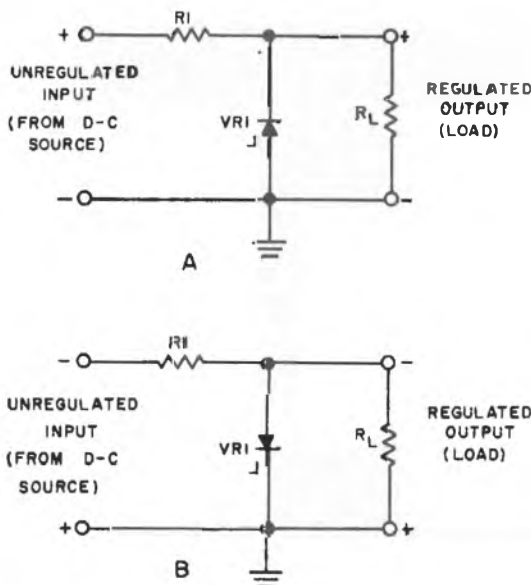 R1
+ +
UNREGULATED
INPUT
(FROM D-C
SOURCE)
VR1
RL
REGULATED
OUTPUT
(LOAD)
- -
A
R1
- -
UNREGULATED
INPUT
(FROM D-C
SOURCE)
VR1
RL
REGULATED
OUTPUT
(LOAD)
+ +
B